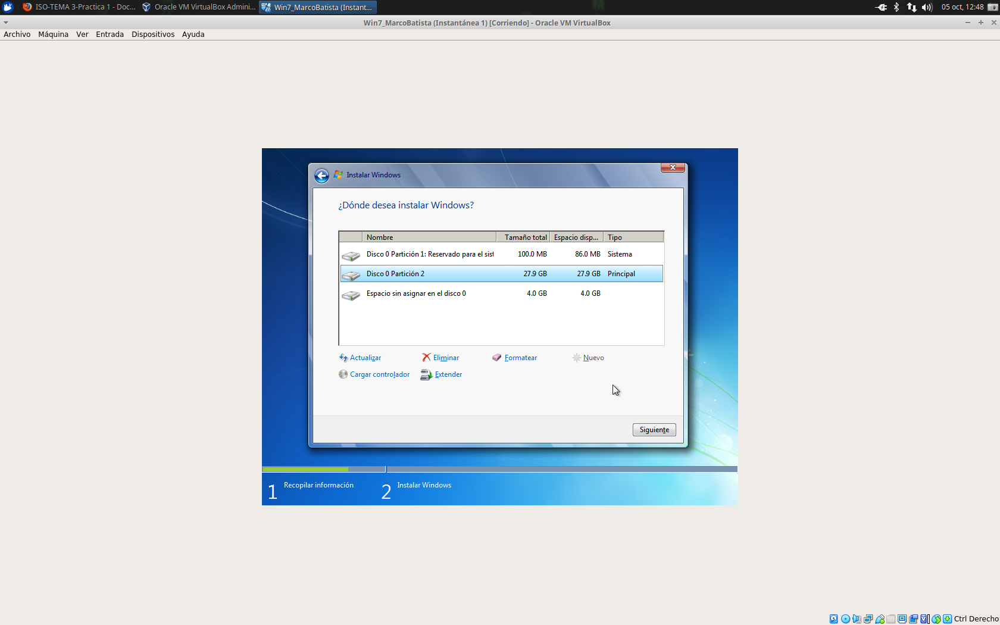 ISO-TEMA 3-Practica 1 - Doc... Oracle VM VirtualBox Admini... Win7_MarcoBatista (Instant... 05 oct, 12:48
Win7_MarcoBatista (Instantánea 1) [Corriendo] - Oracle VM VirtualBox
Archivo Máquina Ver Entrada Dispositivos Ayuda
Instalar Windows
¿Dónde desea instalar Windows?
Nombre Tamaño total Espacio disp... Tipo
Disco 0 Partición 1: Reservado para el sist 100.0 MB 86.0 MB Sistema
Disco 0 Partición 2 27.9 GB 27.9 GB Principal
Espacio sin asignar en el disco 0 4.0 GB 4.0 GB
Actualizar Eliminar Formatear Nuevo
Cargar controlador Extender
Siguiente
1 Recopilar información 2 Instalar Windows
Ctrl Derecho